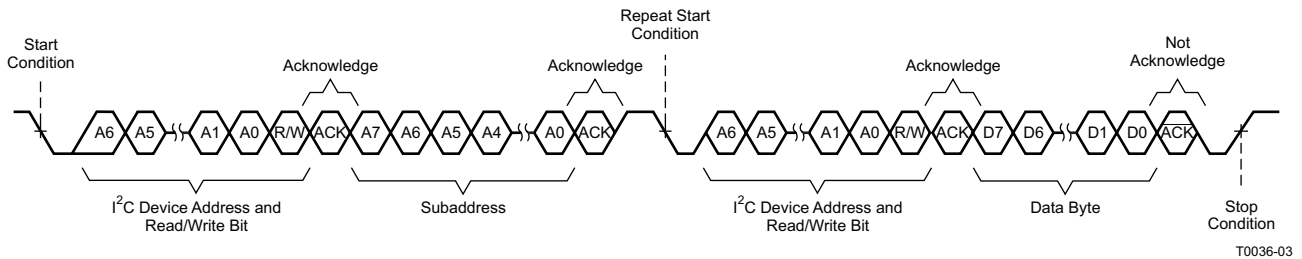 Start
Condition
Repeat Start
Condition
Acknowledge
Acknowledge
Acknowledge
Not
Acknowledge
A6 A5 A1 A0 R/W ACK A7 A6 A5 A4 A0 ACK A6 A5 A1 A0 R/W ACK D7 D6 D1 D0 ACK
I²C Device Address and
Read/Write Bit
Subaddress
I²C Device Address and
Read/Write Bit
Data Byte
Stop
Condition
T0036-03